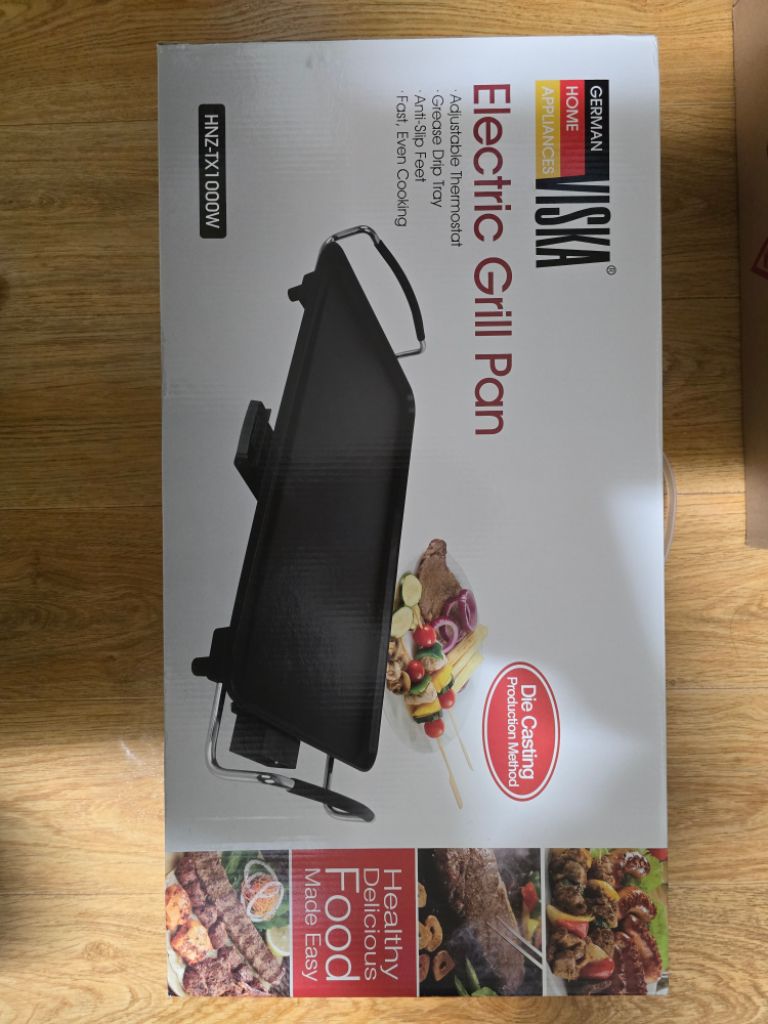 GERMAN
HOME
APPLIANCES
VISKA®
Electric Grill Pan
· Adjustable Thermostat
· Grease Drip Tray
· Anti-Slip Feet
· Fast, Even Cooking
HNZ-TX1000W
Die Casting
Production Method
Healthy
Delicious
Food
Made Easy